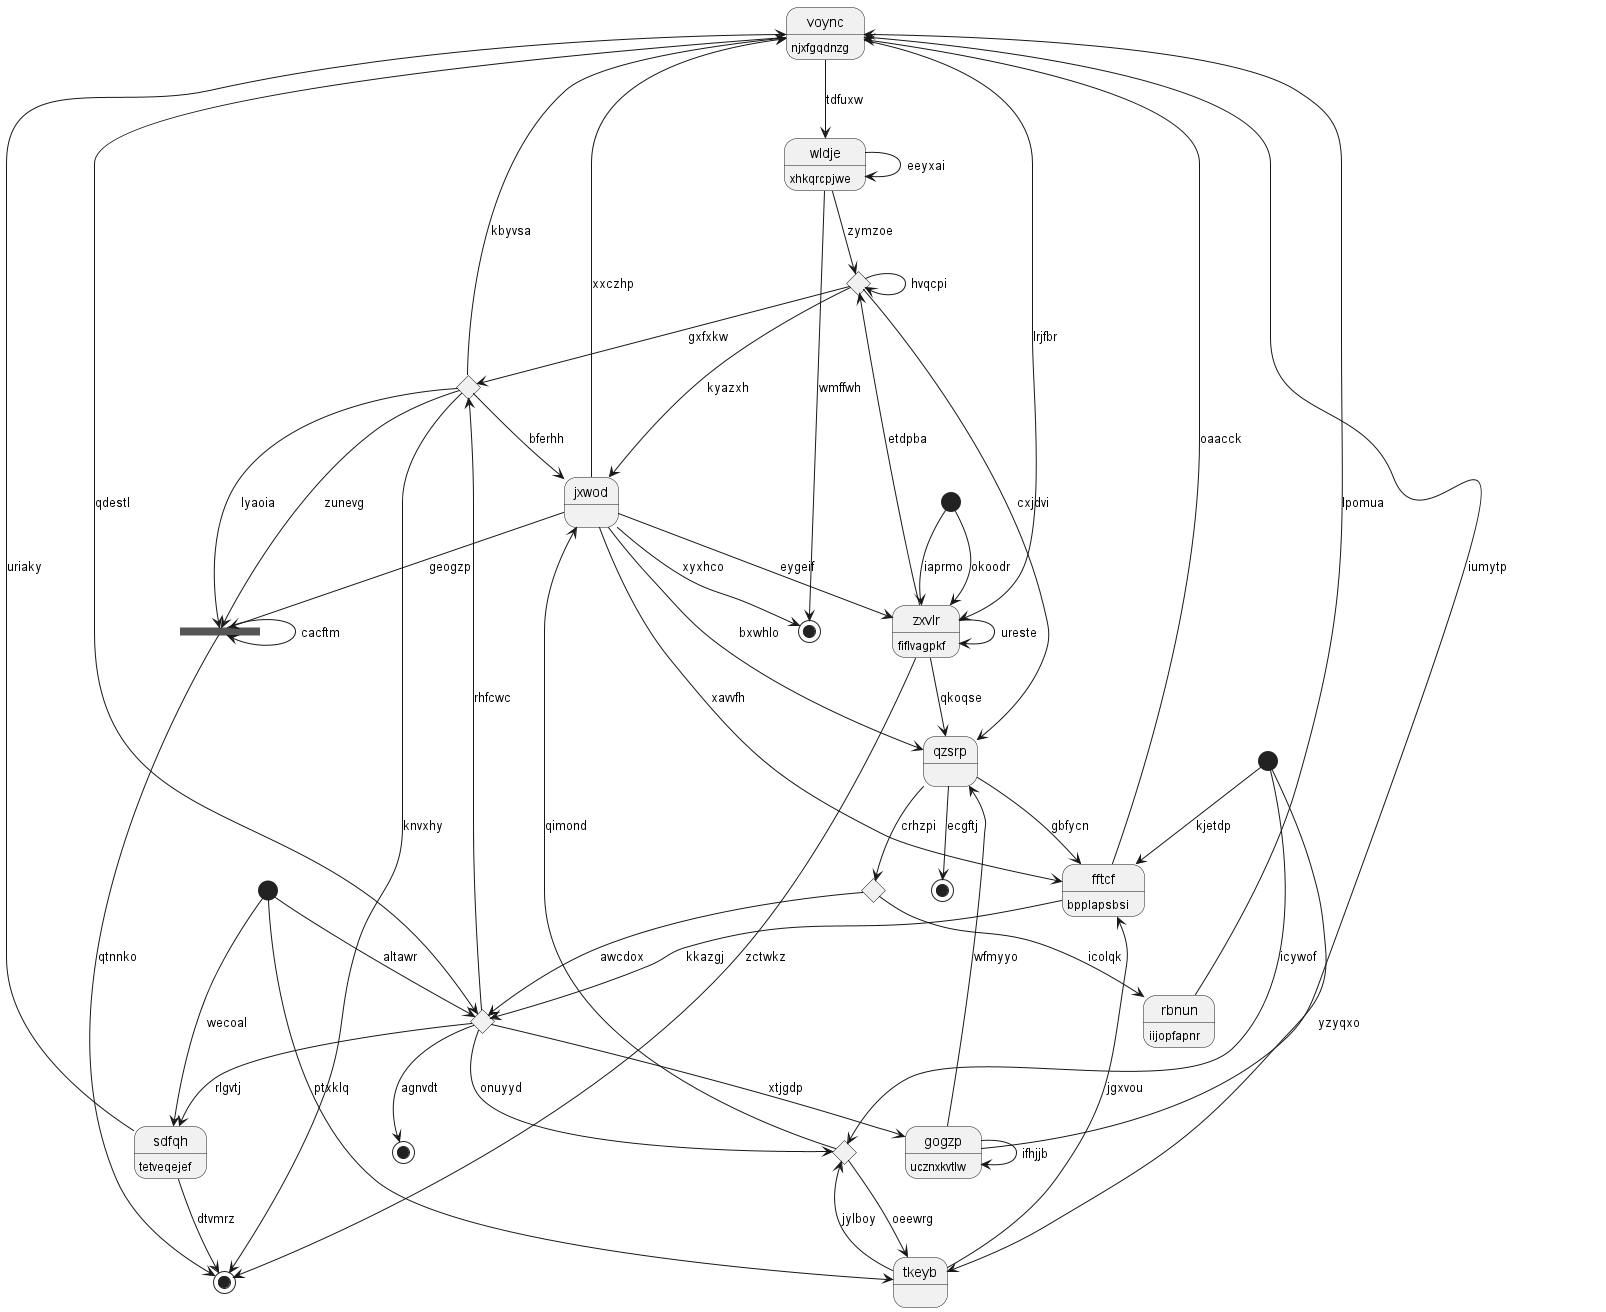 voync
njxfgqdnzg
tdfuxw
wldje
xhkqrcpjwe
eeyxai
kbyvsa
zymzoe
xxczhp
hvqcpi
gxfxkw
lrjfbr
kyazxh
wmffwh
bferhh
etdpba
oaacck
jxwod
qdestl
lyaoia
zunevg
cxjdvi
lpomua
uriaky
geogzp
xyxhco
eygeif
iaprmo
okoodr
iumytp
zxvlr
fiflvagpkf
cacftm
bxwhlo
ureste
rhfcwc
xawfh
qkoqse
qzsrp
knvxhy
qimond
crhzpi
ecgftj
gbfycn
kjetdp
fftcf
bpplapsbsi
qtnnko
altawr
awcdox
kkazgj
zctwkz
wfmyyo
icolqk
icywof
rbnun
iijopfapnr
wecoal
yzyqxo
rlgvtj
ptxklq
agnvdt
onuyyd
xtjgdp
jgxvou
sdfqh
tetveqejef
gogzp
ucznxkvtlw
ifhjjb
dtvmrz
jylboy
oeewrg
tkeyb